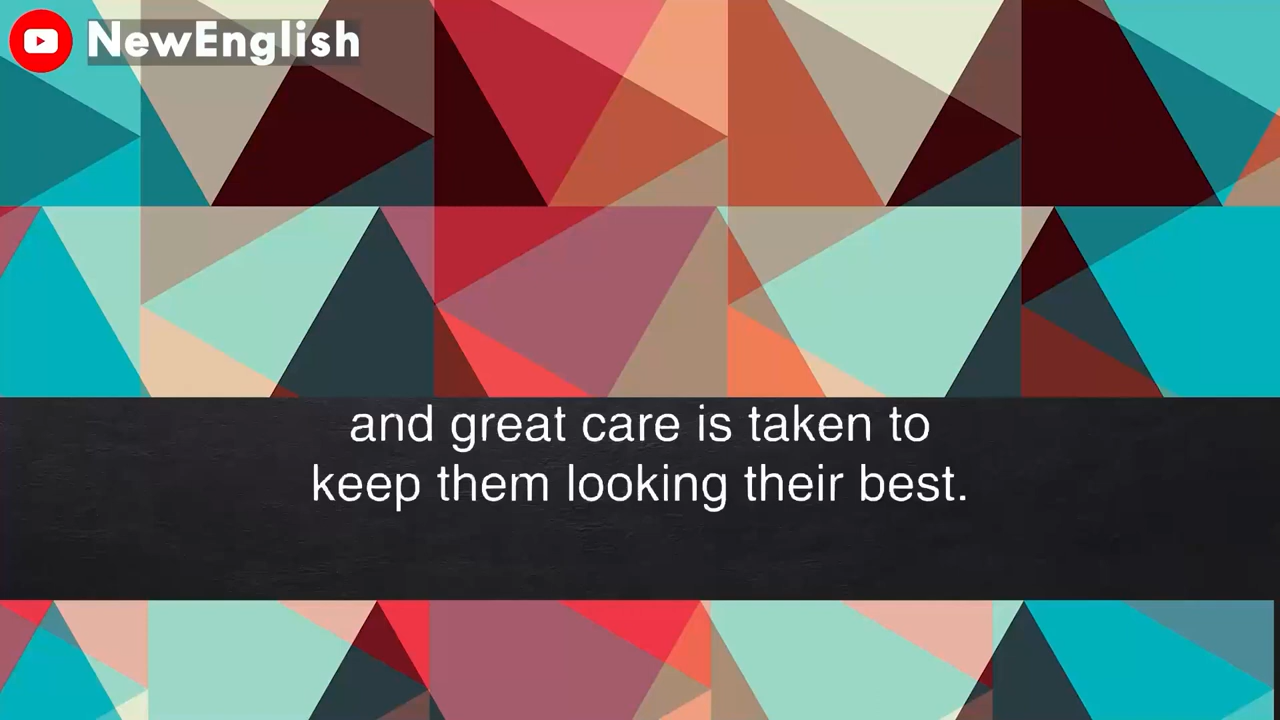 NewEnglish
and great care is taken to
keep them looking their best.